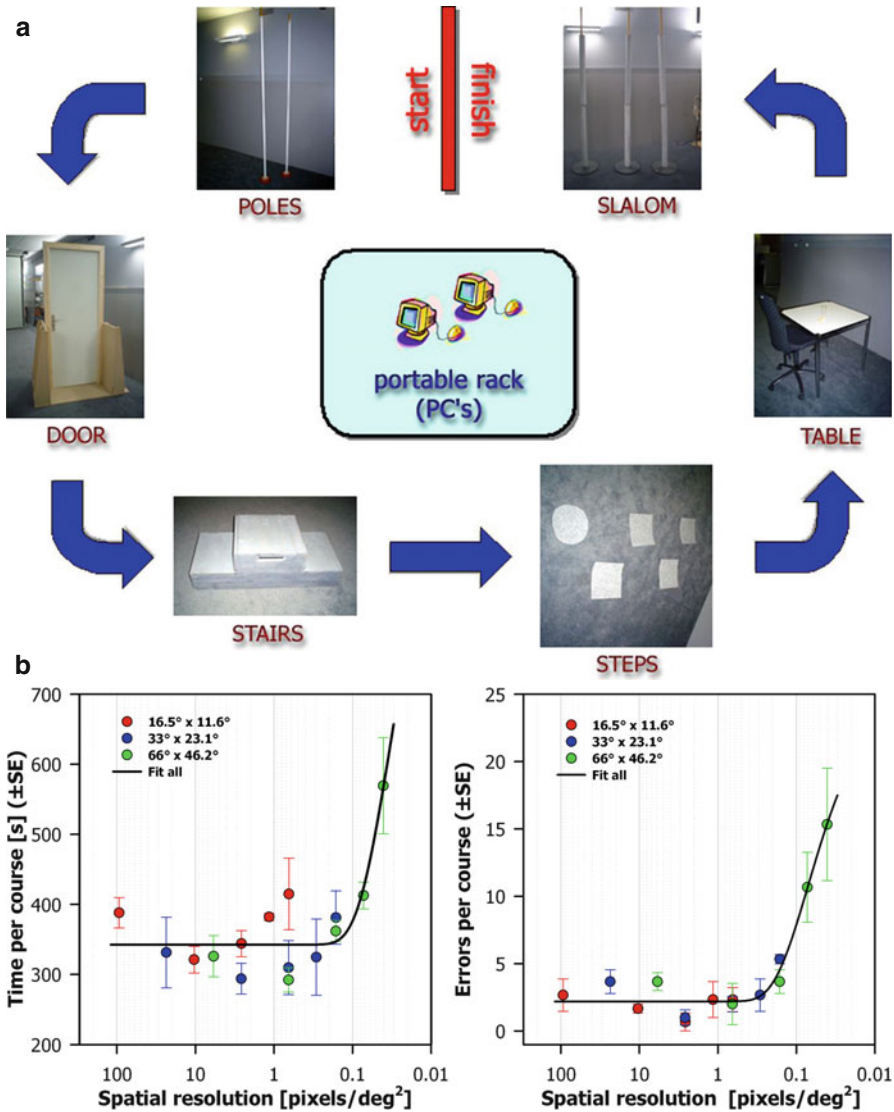 a
start
finish
POLES
SLALOM
DOOR
portable rack
(PC's)
TABLE
STAIRS
STEPS
b
700
600
500
400
300
200
Time per course [s] (±SE)
16.5° x 11.6°
33° x 23.1°
66° x 46.2°
Fit all
100
10
1
0.1
0.01
Spatial resolution [pixels/deg²]
25
20
15
10
5
0
Errors per course (±SE)
16.5° x 11.6°
33° x 23.1°
66° x 46.2°
Fit all
100
10
1
0.1
0.01
Spatial resolution [pixels/deg²]